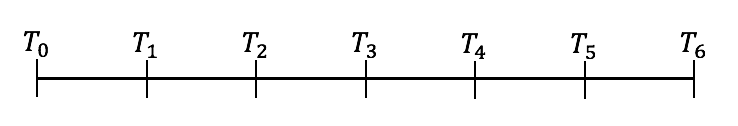 T₀ T₁ T₂ T₃ T₄ T₅ T₆